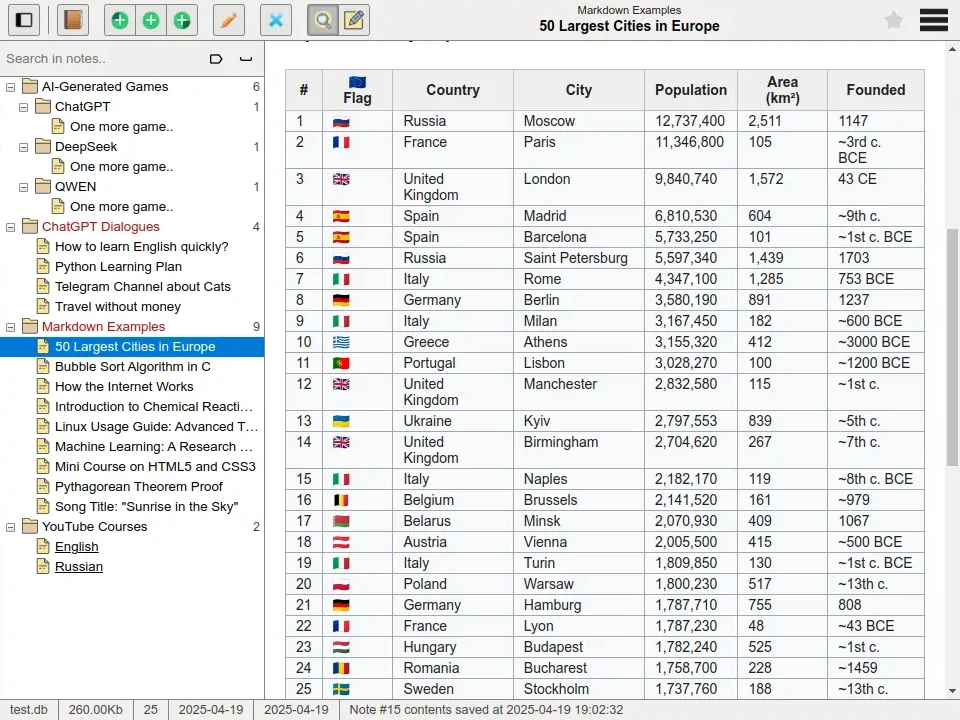 Markdown Examples
50 Largest Cities in Europe
Search in notes..
AI-Generated Games 6
ChatGPT 1
One more game..
DeepSeek 1
One more game..
QWEN 1
One more game..
ChatGPT Dialogues 4
How to learn English quickly?
Python Learning Plan
Telegram Channel about Cats
Travel without money
Markdown Examples 9
50 Largest Cities in Europe
Bubble Sort Algorithm in C
How the Internet Works
Introduction to Chemical Reacti...
Linux Usage Guide: Advanced T...
Machine Learning: A Research ...
Mini Course on HTML5 and CSS3
Pythagorean Theorem Proof
Song Title: "Sunrise in the Sky"
YouTube Courses 2
English
Russian
# Flag Country City Population Area (km²) Founded
1 Russia Moscow 12,737,400 2,511 1147
2 France Paris 11,346,800 105 ~3rd c. BCE
3 United Kingdom London 9,840,740 1,572 43 CE
4 Spain Madrid 6,810,530 604 ~9th c.
5 Spain Barcelona 5,733,250 101 ~1st c. BCE
6 Russia Saint Petersburg 5,597,340 1,439 1703
7 Italy Rome 4,347,100 1,285 753 BCE
8 Germany Berlin 3,580,190 891 1237
9 Italy Milan 3,167,450 182 ~600 BCE
10 Greece Athens 3,155,320 412 ~3000 BCE
11 Portugal Lisbon 3,028,270 100 ~1200 BCE
12 United Kingdom Manchester 2,832,580 115 ~1st c.
13 Ukraine Kyiv 2,797,553 839 ~5th c.
14 United Kingdom Birmingham 2,704,620 267 ~7th c.
15 Italy Naples 2,182,170 119 ~8th c. BCE
16 Belgium Brussels 2,141,520 161 ~979
17 Belarus Minsk 2,070,930 409 1067
18 Austria Vienna 2,005,500 415 ~500 BCE
19 Italy Turin 1,809,850 130 ~1st c. BCE
20 Poland Warsaw 1,800,230 517 ~13th c.
21 Germany Hamburg 1,787,710 755 808
22 France Lyon 1,787,230 48 ~43 BCE
23 Hungary Budapest 1,782,240 525 ~1st c.
24 Romania Bucharest 1,758,700 228 ~1459
25 Sweden Stockholm 1,737,760 188 ~13th c.
test.db 260.00Kb 25 2025-04-19 2025-04-19 Note #15 contents saved at 2025-04-19 19:02:32